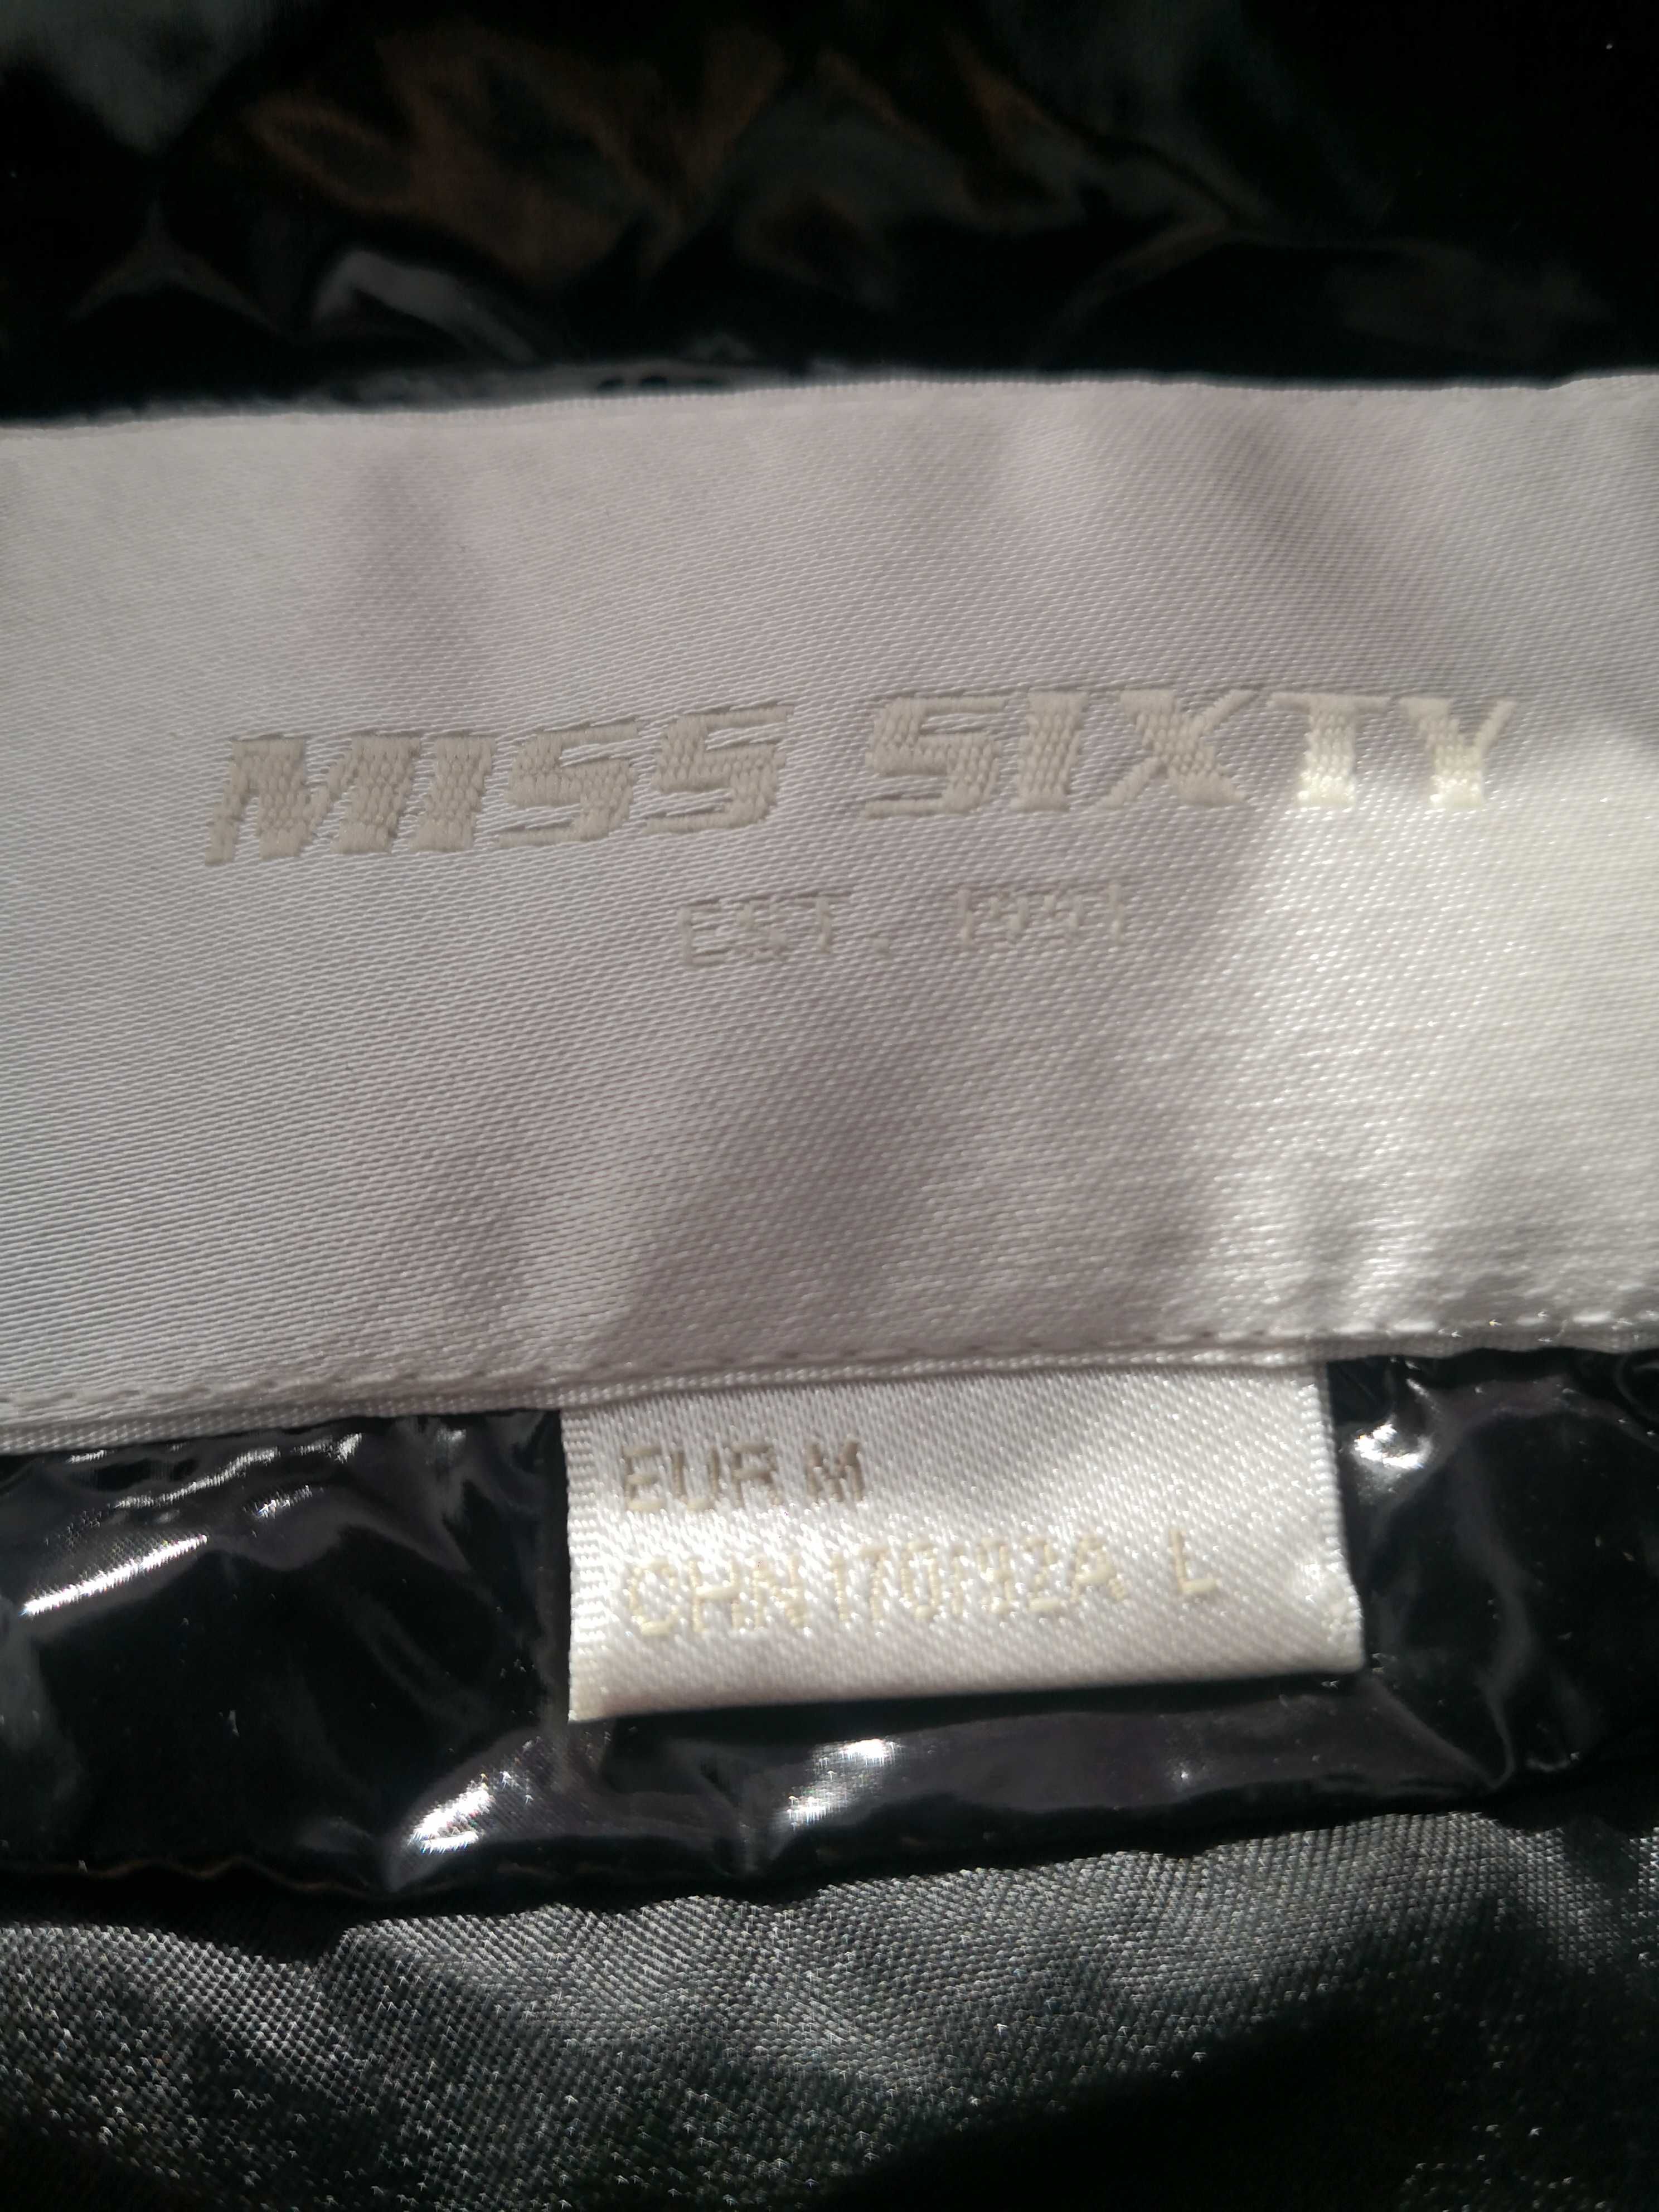 MISS SIXTY
EST. 1991
EUR M
CHN 170/92A L